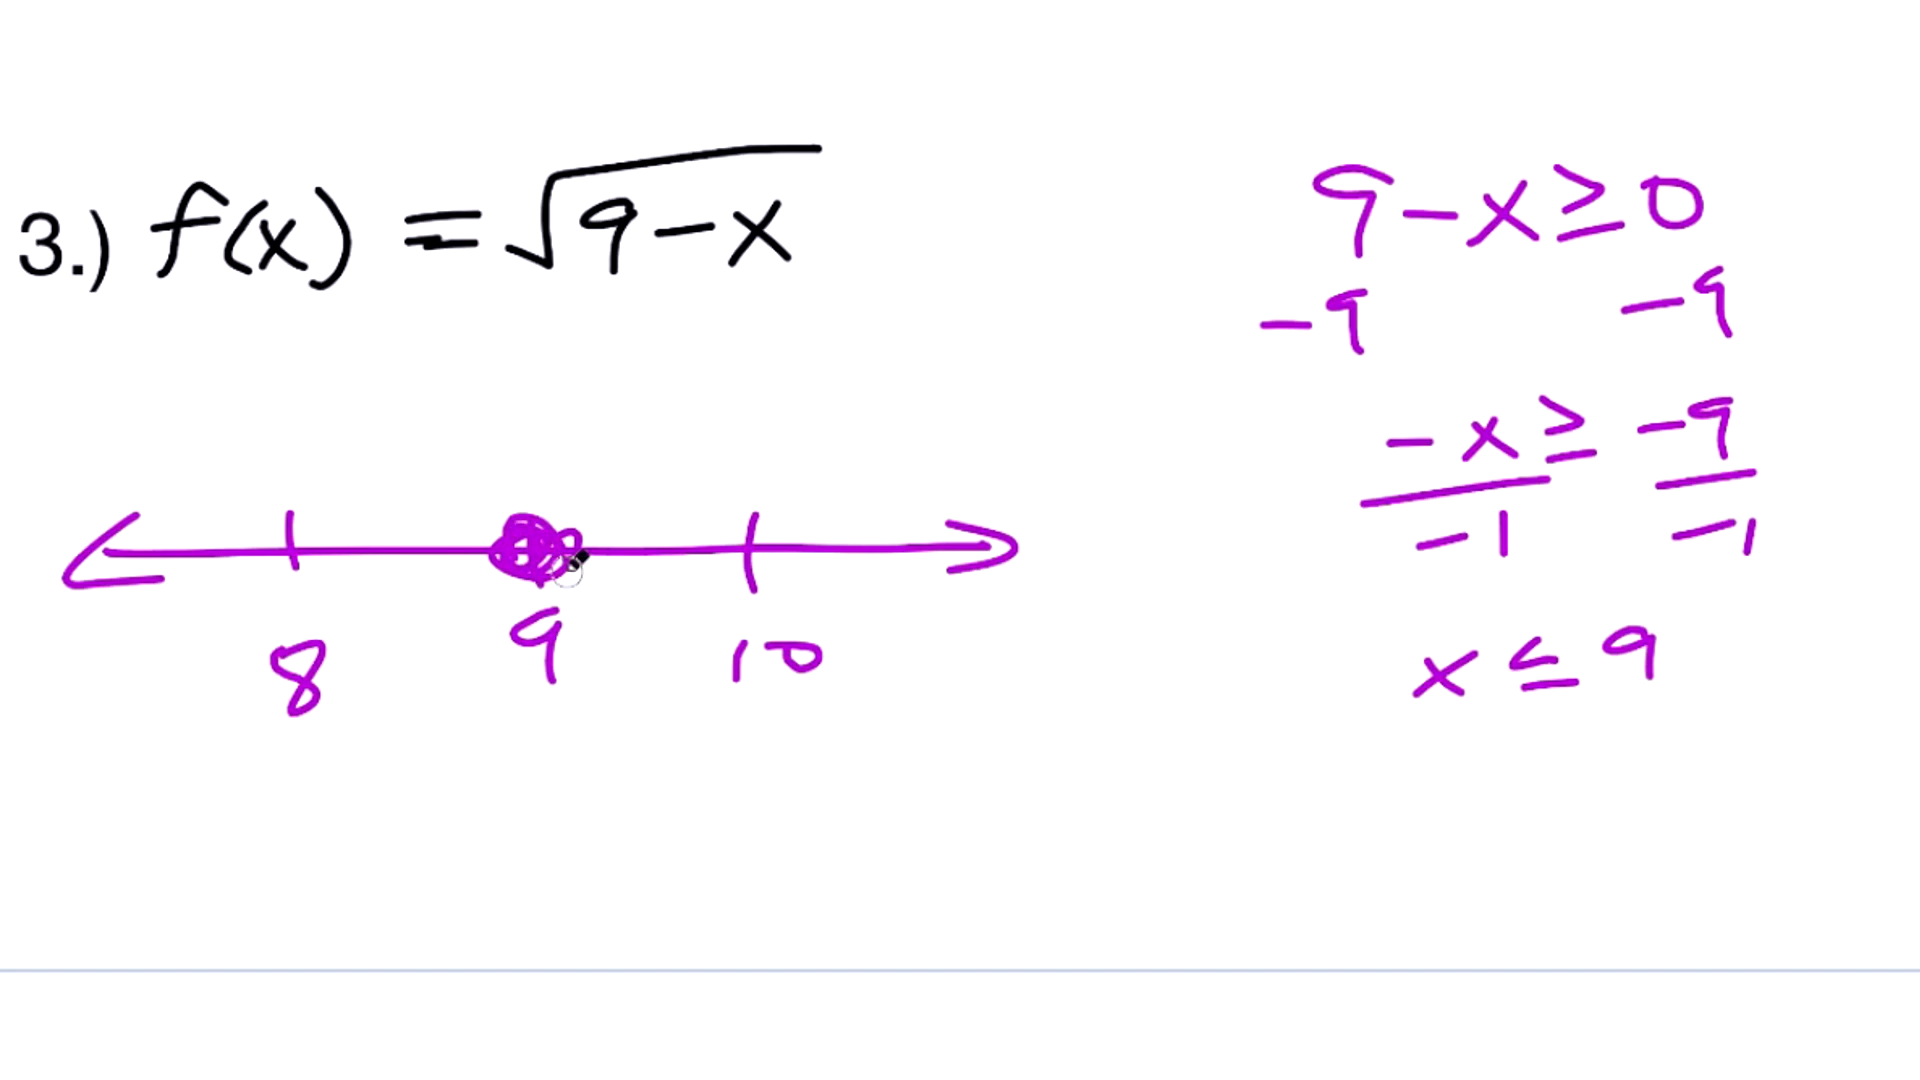 3.) f(x) = √9-x
9-x≥0
-9 -9
-x≥-9
-1 -1
x≤9
8 9 10